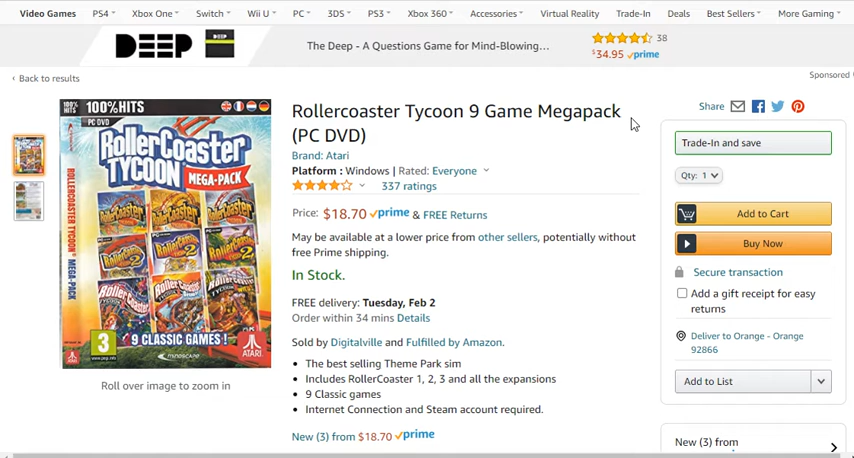 Video Games PS4 Xbox One Switch Wii U PC 3DS PS3 Xbox 360 Accessories Virtual Reality Trade-In Deals Best Sellers More Gaming
DEEP
DEEP
The Deep - A Questions Game for Mind-Blowing...
38
$34.95 prime
Sponsored
‹ Back to results
100% HITS
100% HITS
PC DVD
RollerCoaster TYCOON
MEGA-PACK
ROLLERCOASTER TYCOON MEGA-PACK
3
9 CLASSIC GAMES!
MINDSCAPE
ATARI
Roll over image to zoom in
Rollercoaster Tycoon 9 Game Megapack
(PC DVD)
Brand: Atari
Platform : Windows | Rated: Everyone
337 ratings
Price: $18.70 prime & FREE Returns
May be available at a lower price from other sellers, potentially without
free Prime shipping.
In Stock.
FREE delivery: Tuesday, Feb 2
Order within 34 mins Details
Sold by Digitalville and Fulfilled by Amazon.
• The best selling Theme Park sim
• Includes RollerCoaster 1, 2, 3 and all the expansions
• 9 Classic games
• Internet Connection and Steam account required.
New (3) from $18.70 prime
Share
Trade-In and save
Qty: 1
Add to Cart
Buy Now
Secure transaction
Add a gift receipt for easy
returns
Deliver to Orange - Orange
92866
Add to List
New (3) from